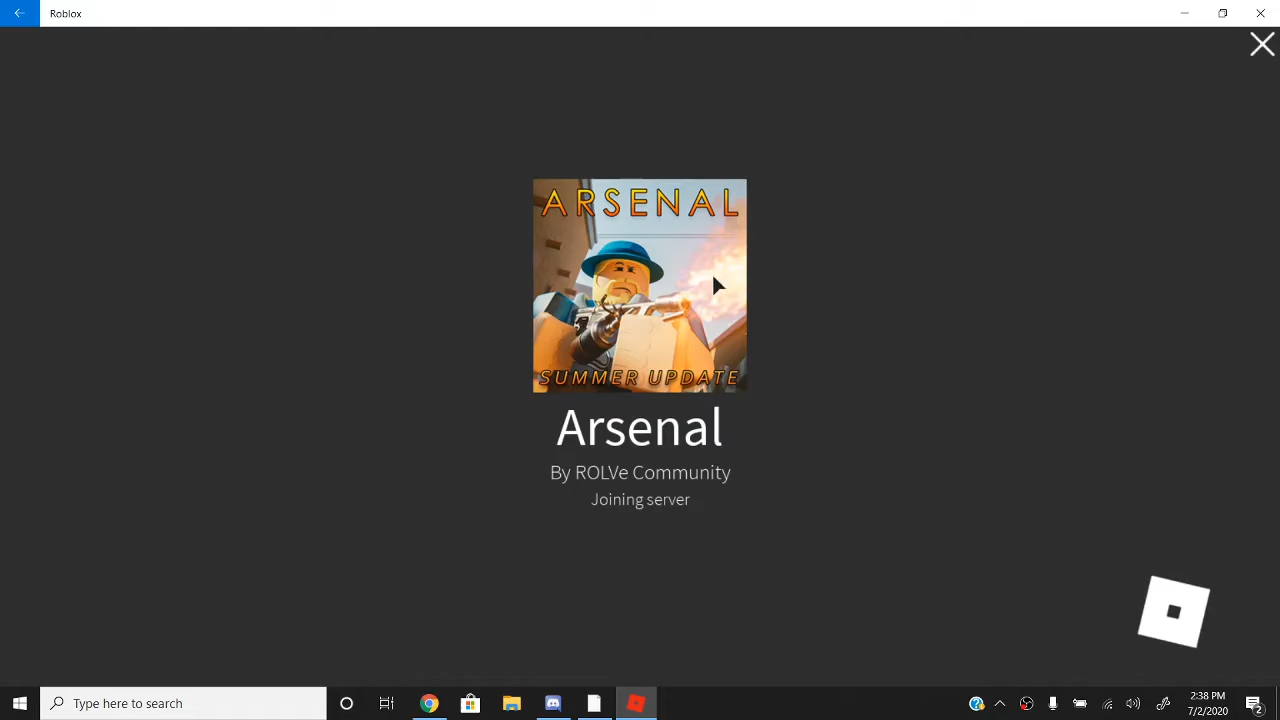 Roblox
ARSENAL
SUMMER UPDATE
Arsenal
By ROLVe Community
Joining server
Type here to search
2:38 PM
7/2/2020
2